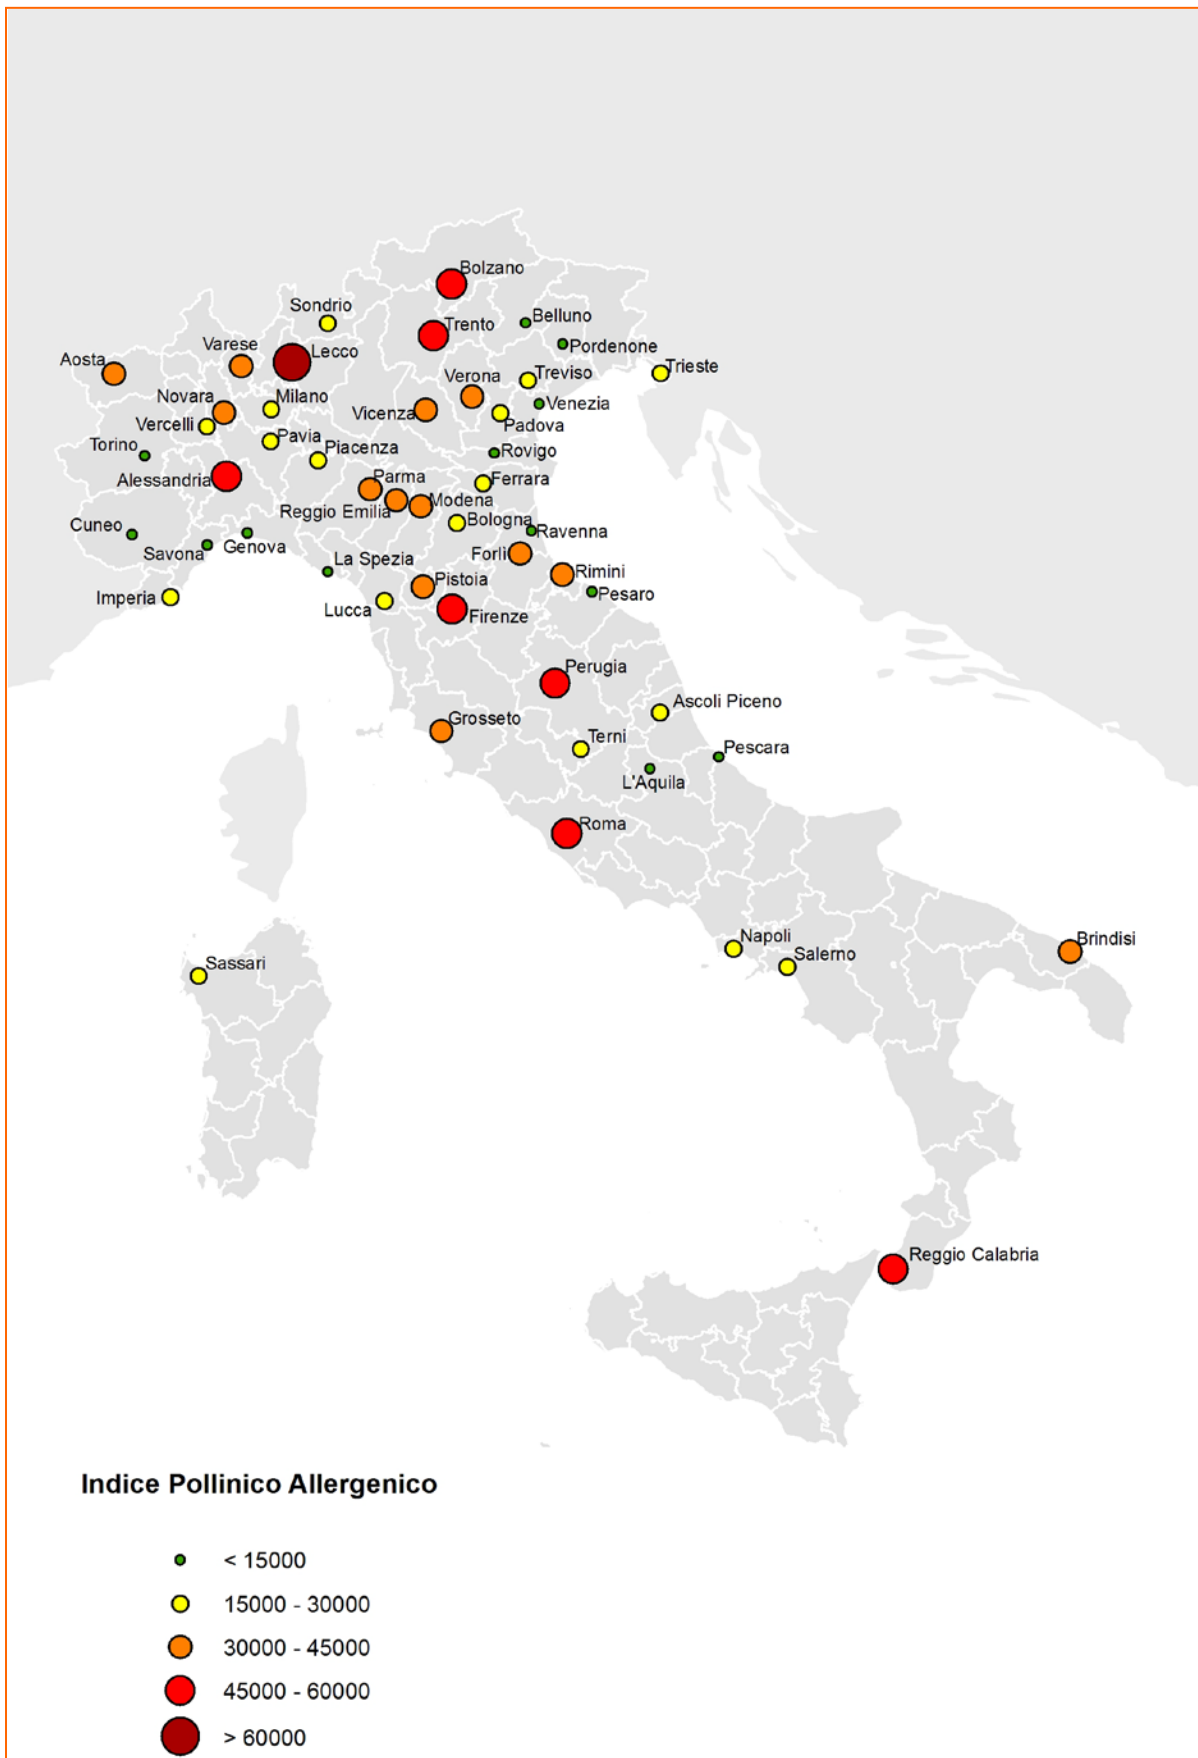 Bolzano
Sondrio
Belluno
Trento
Varese
Lecco
Pordenone
Aosta
Trieste
Verona
Treviso
Novara
Milano
Vicenza
Venezia
Vercelli
Padova
Torino
Pavia
Piacenza
Rovigo
Alessandria
Parma
Ferrara
Reggio Emilia
Modena
Cuneo
Bologna
Ravenna
Savona
Genova
La Spezia
Forlì
Rimini
Pistoia
Imperia
Lucca
Pesaro
Firenze
Perugia
Ascoli Piceno
Grosseto
Terni
Pescara
L'Aquila
Roma
Napoli
Brindisi
Salerno
Sassari
Reggio Calabria
Indice Pollinico Allergenico
< 15000
15000 - 30000
30000 - 45000
45000 - 60000
> 60000